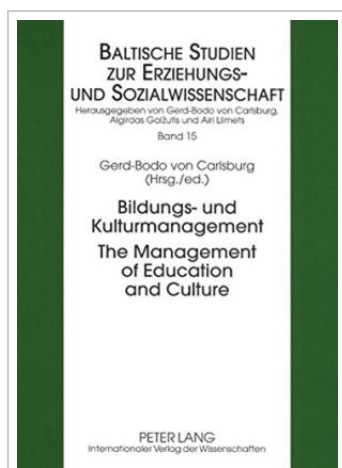 BALTISCHE STUDIEN
ZUR ERZIEHUNGS-
UND SOZIALWISSENSCHAFT
Herausgegeben von Gerd-Bodo von Carlsburg,
Algirdas Gaižutis und Airi Liimets
Band 15
Gerd-Bodo von Carlsburg
(Hrsg./ed.)
Bildungs- und
Kulturmanagement
The Management
of Education
and Culture
PETER LANG
Internationaler Verlag der Wissenschaften